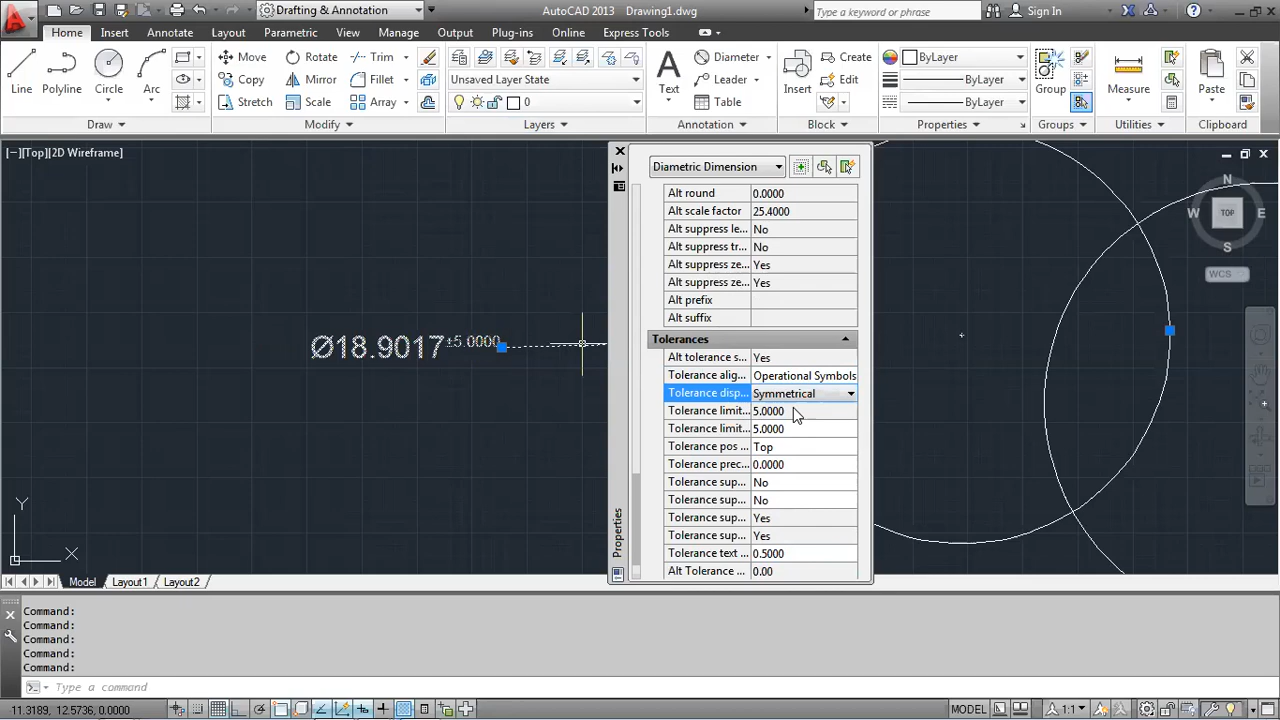 Drafting & Annotation
AutoCAD 2013 Drawing1.dwg
Type a keyword or phrase
Sign In
Home Insert Annotate Layout Parametric View Manage Output Plug-ins Online Express Tools
Line
Polyline
Circle
Arc
Move Rotate Trim
Copy Mirror Fillet
Stretch Scale Array
Unsaved Layer State
0
Text
Diameter
Leader
Table
Insert
Create
Edit
ByLayer
ByLayer
ByLayer
Group
Measure
Paste
Draw Modify Layers Annotation Block Properties Groups Utilities Clipboard
[−][Top][2D Wireframe]
Diametric Dimension
Alt round 0.0000
Alt scale factor 25.4000
Alt suppress le... No
Alt suppress tr... No
Alt suppress ze... Yes
Alt suppress ze... Yes
Alt prefix
Alt suffix
Tolerances
Alt tolerance s... Yes
Tolerance alig... Operational Symbols
Tolerance disp... Symmetrical
Tolerance limit... 5.0000
Tolerance limit... 5.0000
Tolerance pos ... Top
Tolerance prec... 0.0000
Tolerance sup... No
Tolerance sup... No
Tolerance sup... Yes
Tolerance sup... Yes
Tolerance text ... 0.5000
Alt Tolerance ... 0.00
Properties
Ø18.9017±5.0000
N
W TOP E
S
WCS
Y
X
Model Layout1 Layout2
Command:
Command:
Command:
Command:
Command:
Type a command
-11.3189, 12.5736, 0.0000
MODEL
1:1